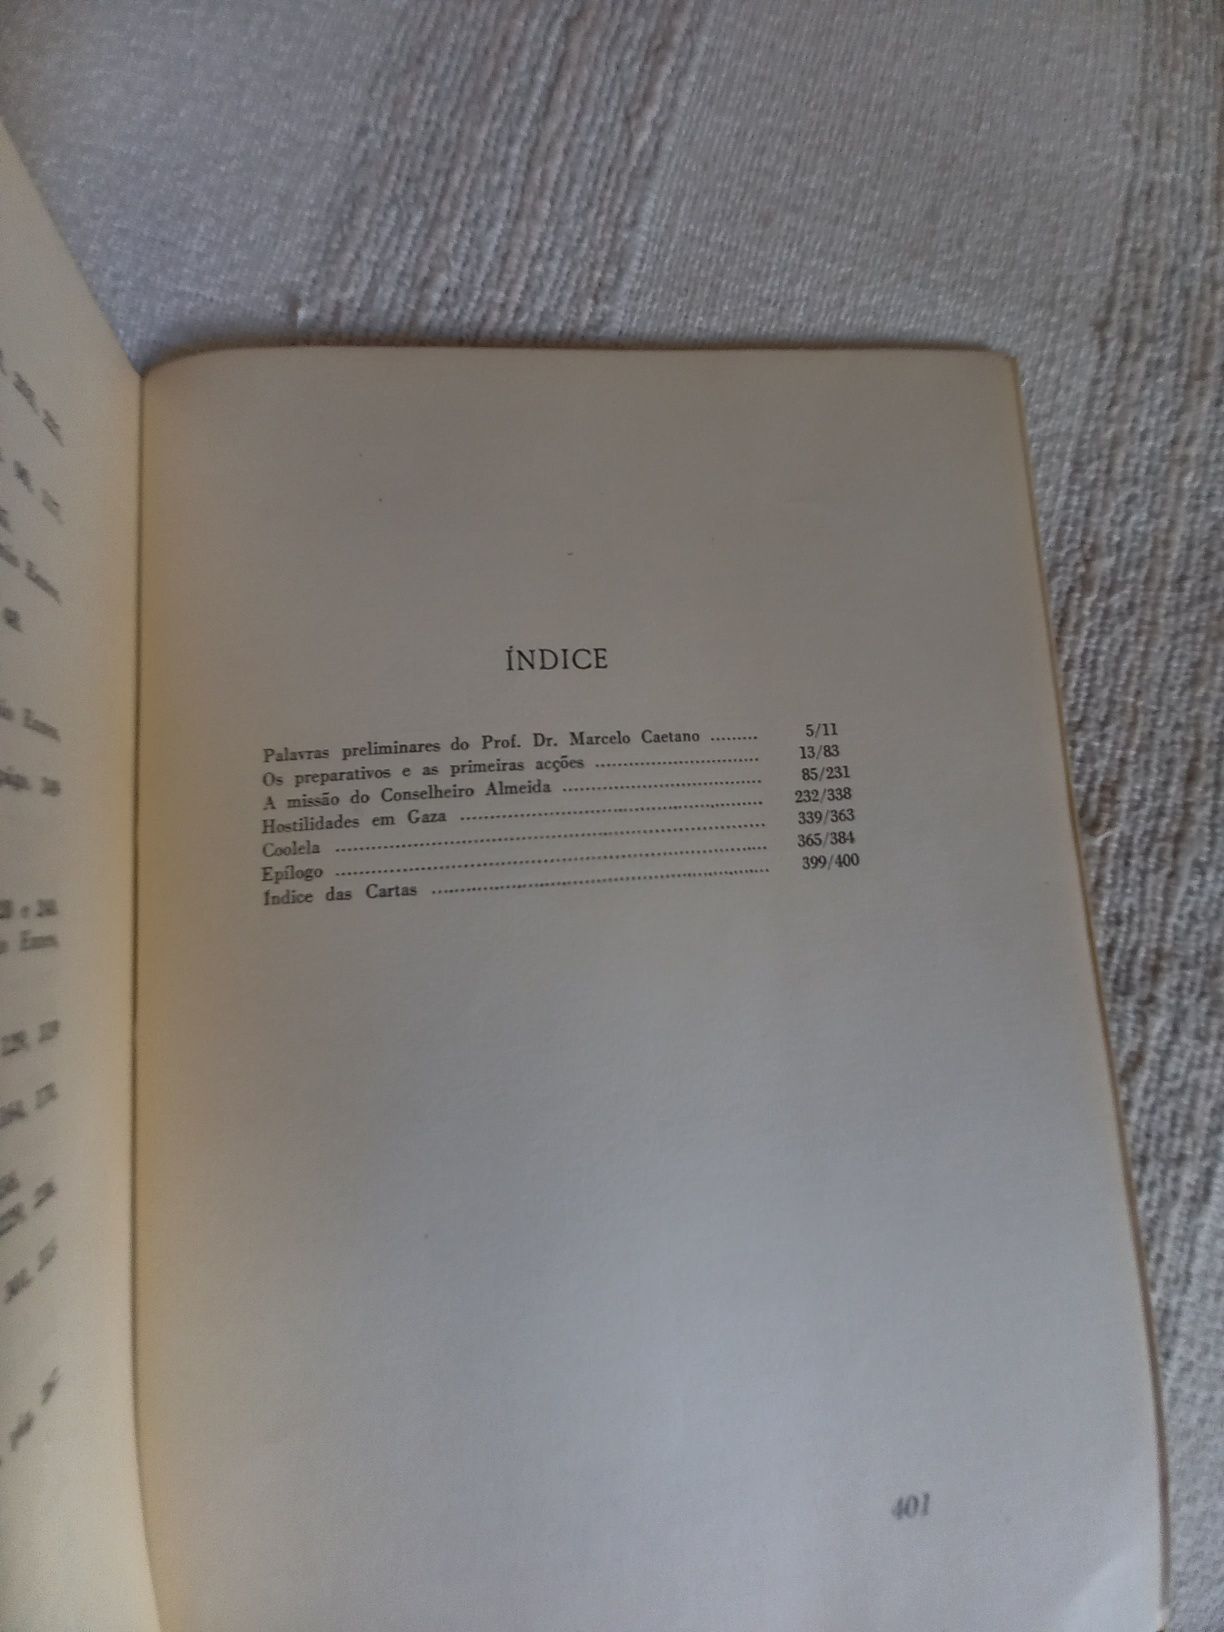 ÍNDICE
Palavras preliminares do Prof. Dr. Marcelo Caetano ......... 5/11
Os preparativos e as primeiras acções ............................ 13/83
A missão do Conselheiro Almeida .................................. 85/231
Hostilidades em Gaza .................................................. 232/338
Coolela ........................................................................ 339/363
Epílogo ........................................................................ 365/384
Índice das Cartas ......................................................... 399/400
401